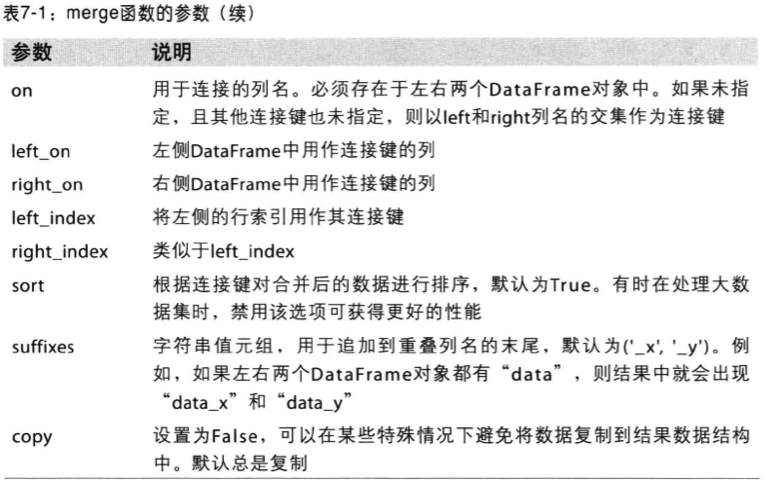 表7-1：merge函数的参数（续）
参数 说明
on 用于连接的列名。必须存在于左右两个DataFrame对象中。如果未指
定，且其他连接键也未指定，则以left和right列名的交集作为连接键
left_on 左侧DataFrame中用作连接键的列
right_on 右侧DataFrame中用作连接键的列
left_index 将左侧的行索引用作其连接键
right_index 类似于left_index
sort 根据连接键对合并后的数据进行排序，默认为True。有时在处理大数
据集时，禁用该选项可获得更好的性能
suffixes 字符串值元组，用于追加到重叠列名的末尾，默认为('_x', '_y')。例
如，如果左右两个DataFrame对象都有“data”，则结果中就会出现
“data_x”和“data_y”
copy 设置为False，可以在某些特殊情况下避免将数据复制到结果数据结构
中。默认总是复制